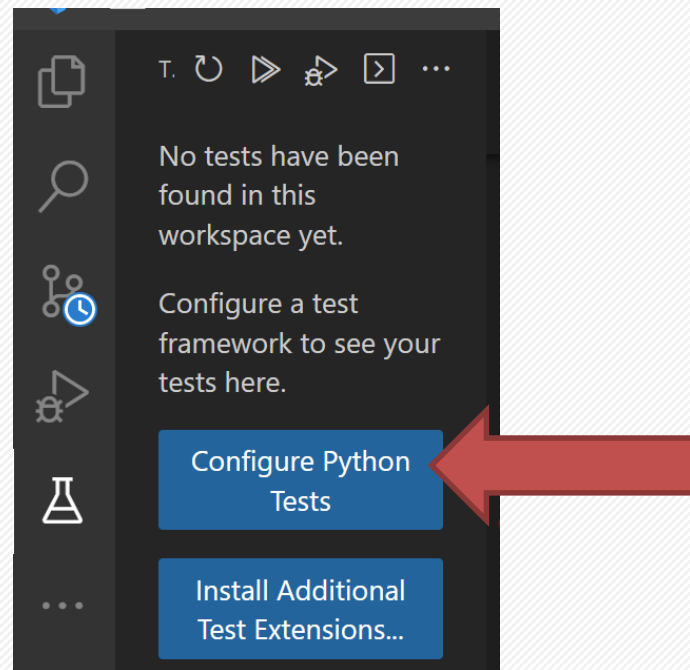 T.
No tests have been
found in this
workspace yet.
Configure a test
framework to see your
tests here.
Configure Python
Tests
Install Additional
Test Extensions...